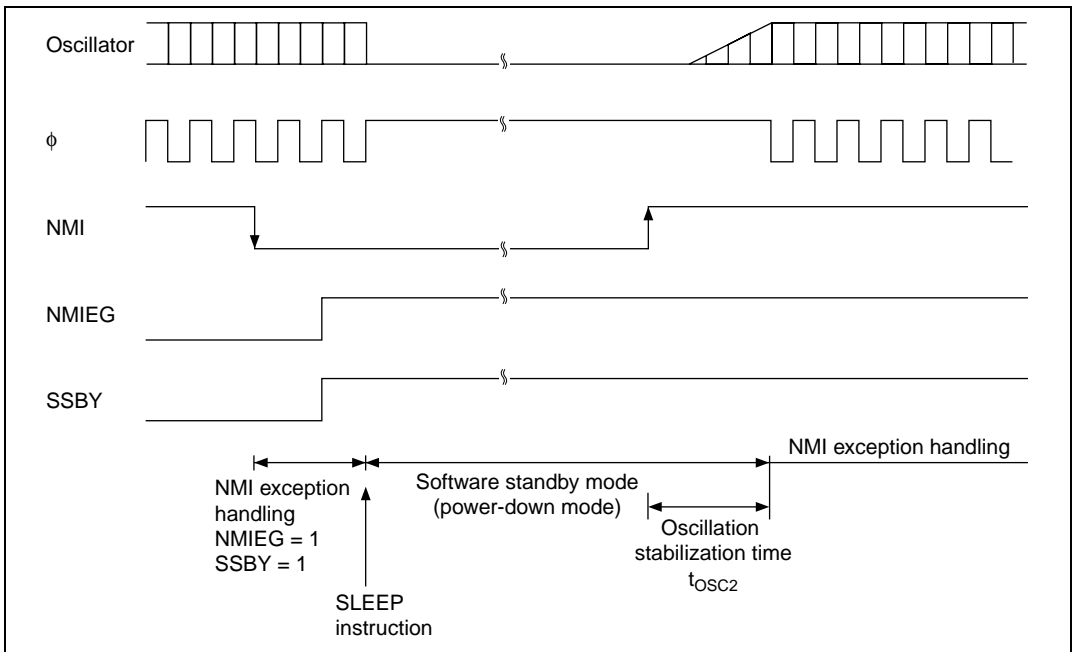 Oscillator
ϕ
NMI
NMIEG
SSBY
NMI exception handling
NMI exception
handling
NMIEG = 1
SSBY = 1
Software standby mode
(power-down mode)
Oscillation
stabilization time
tOSC2
SLEEP
instruction